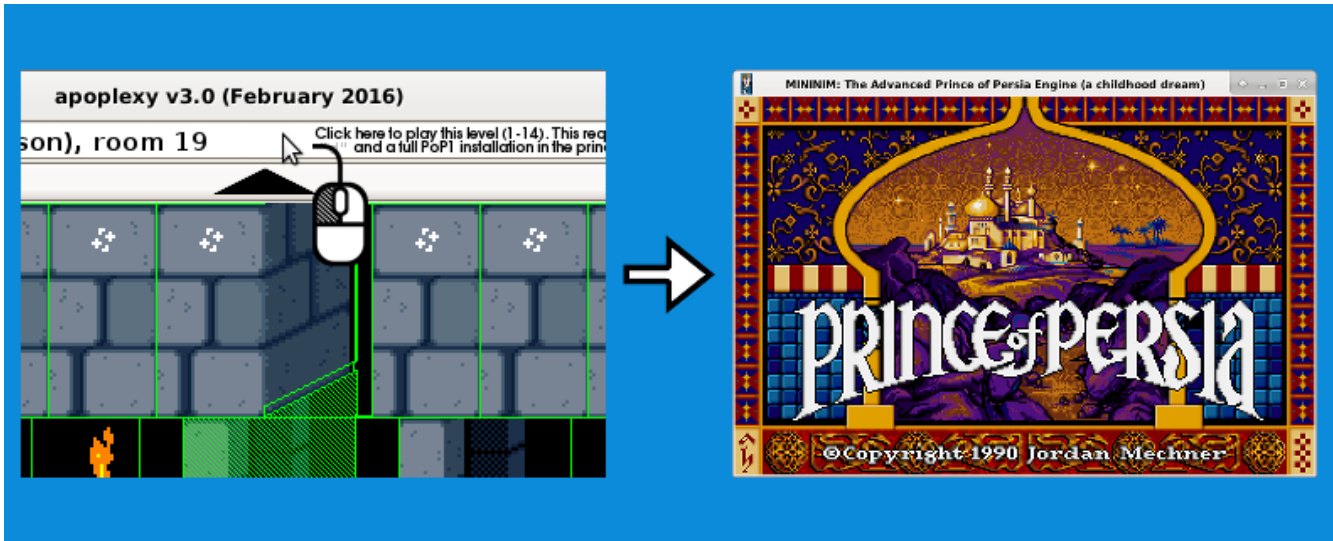 apoplexy v3.0 (February 2016)
son), room 19
Click here to play this level (1-14). This req
and a full PoP1 installation in the prin
MININIM: The Advanced Prince of Persia Engine (a childhood dream)
PRINCE of PERSIA
©Copyright 1990 Jordan Mechner